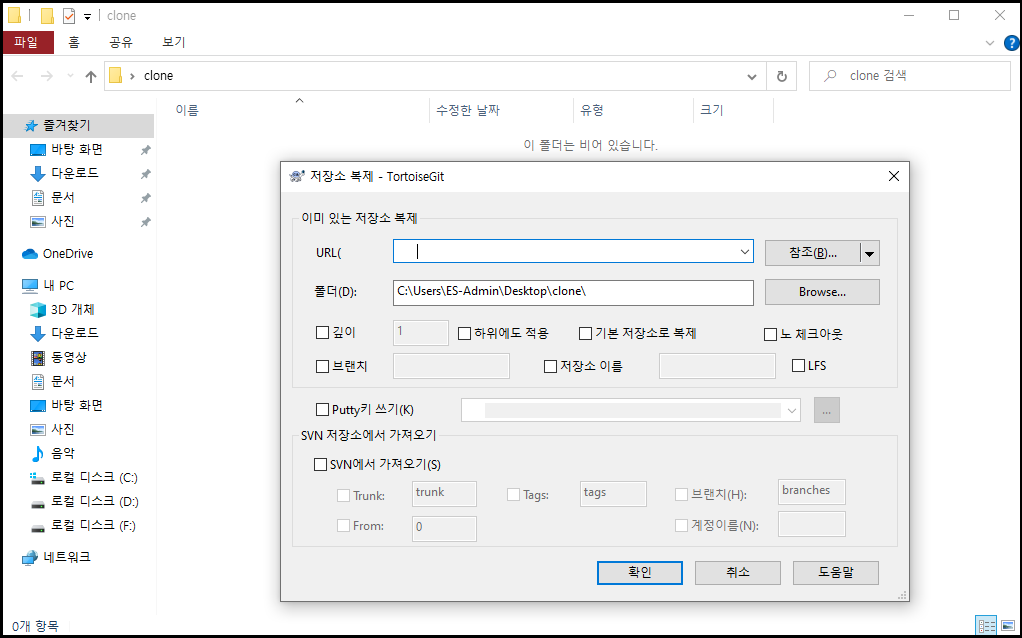 clone
파일 홈 공유 보기
clone
clone 검색
이름 수정한 날짜 유형 크기
이 폴더는 비어 있습니다.
즐겨찾기
바탕 화면
다운로드
문서
사진
OneDrive
내 PC
3D 개체
다운로드
동영상
문서
바탕 화면
사진
음악
로컬 디스크 (C:)
로컬 디스크 (D:)
로컬 디스크 (F:)
네트워크
0개 항목
저장소 복제 - TortoiseGit
이미 있는 저장소 복제
URL( 참조(B)...
폴더(D): C:\Users\ES-Admin\Desktop\clone\ Browse...
깊이 1 하위에도 적용 기본 저장소로 복제 노 체크아웃
브랜치 저장소 이름 LFS
Putty키 쓰기(K) ...
SVN 저장소에서 가져오기
SVN에서 가져오기(S)
Trunk: trunk Tags: tags 브랜치(H): branches
From: 0 계정이름(N):
확인 취소 도움말